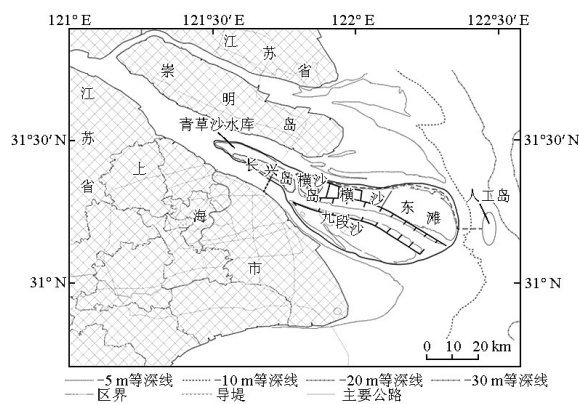 121°E
121°30′E
122°E
122°30′E
江苏省
崇明岛
江苏省
青草沙水库
31°30′N
31°30′N
上海市
长兴岛
横沙岛
横沙东滩
人工岛
九段沙
31°N
31°N
0 10 20 km
-5 m等深线
-10 m等深线
-20 m等深线
-30 m等深线
区界
导堤
主要公路